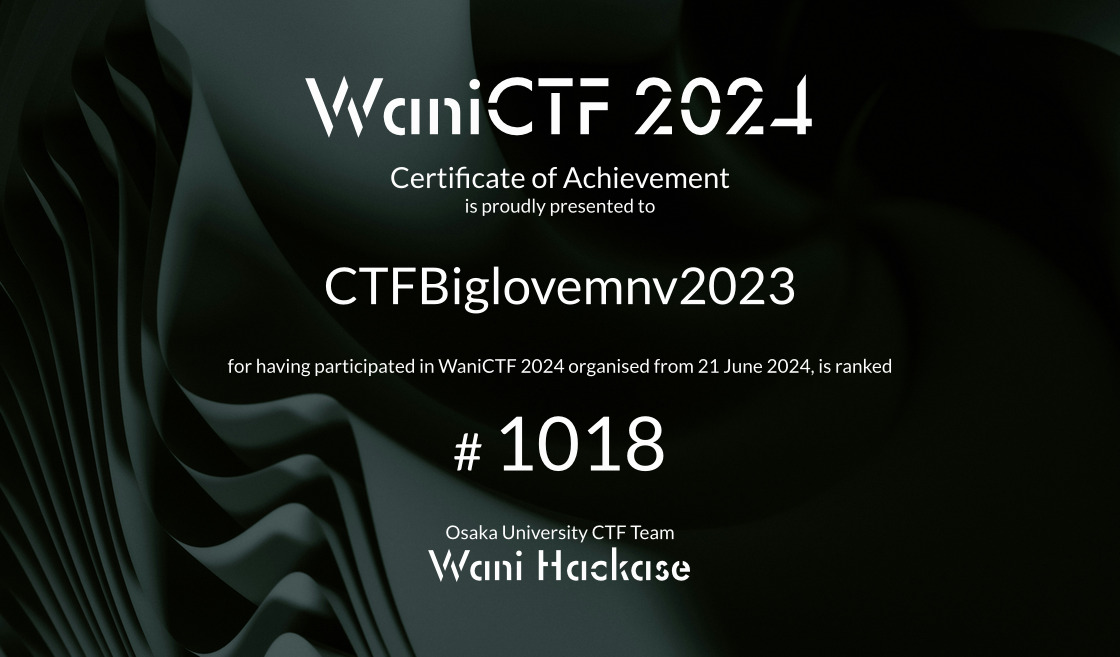 WaniCTF 2024
Certificate of Achievement
is proudly presented to
CTFBiglovemnv2023
for having participated in WaniCTF 2024 organised from 21 June 2024, is ranked
# 1018
Osaka University CTF Team
Wani Hackase